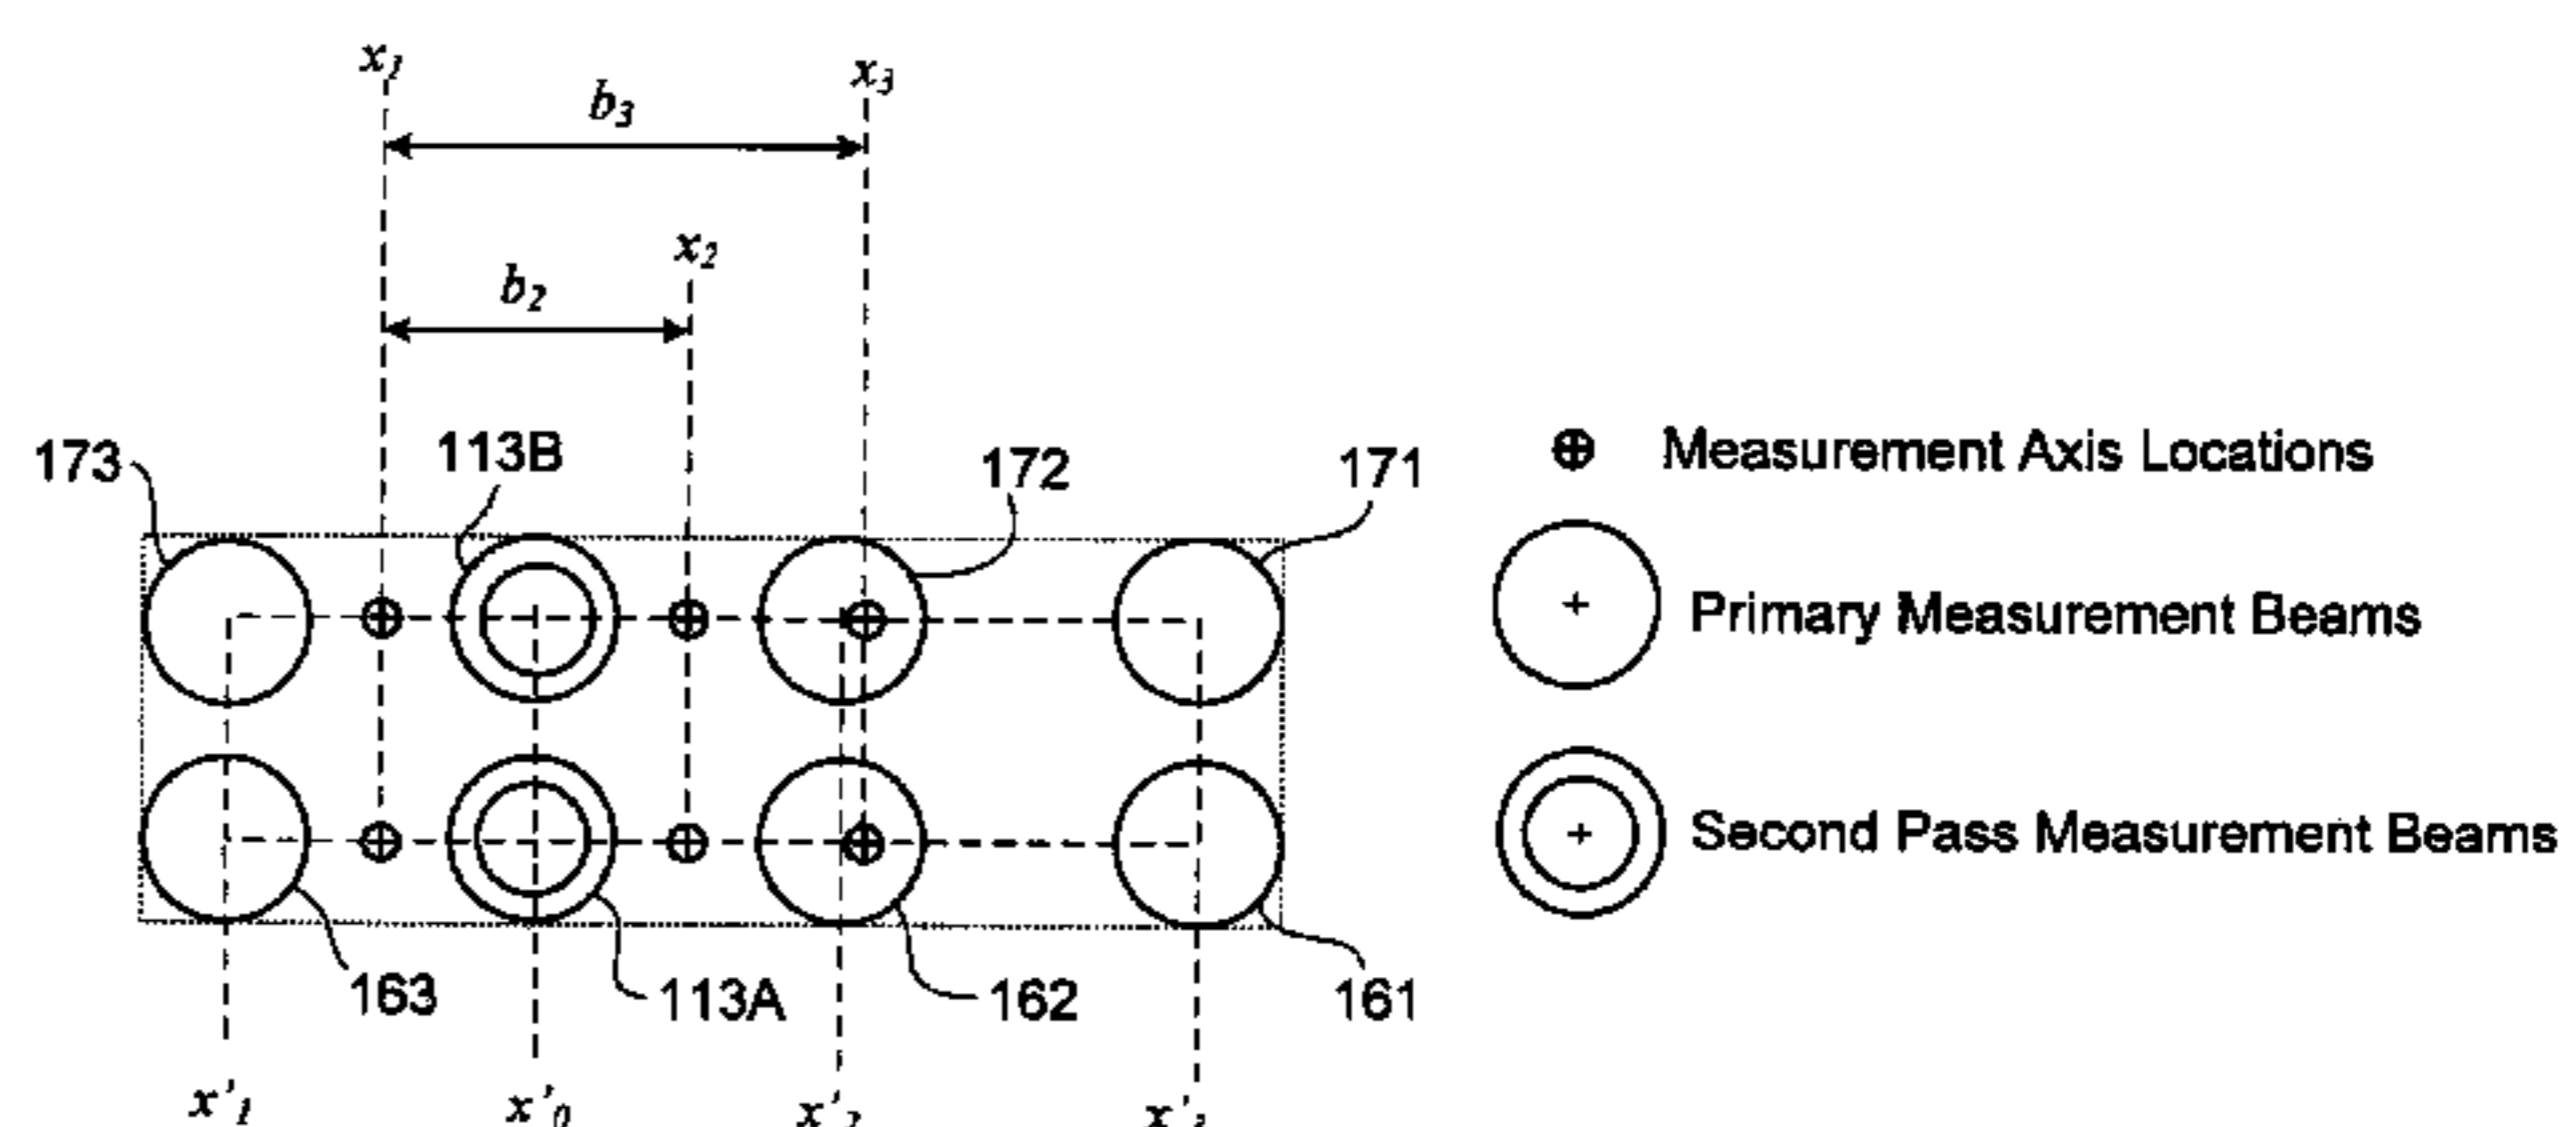 x1
x3
b3
x2
b2
173
113B
172
171
Measurement Axis Locations
Primary Measurement Beams
Second Pass Measurement Beams
163
113A
162
161
x'1
x'0
x'2